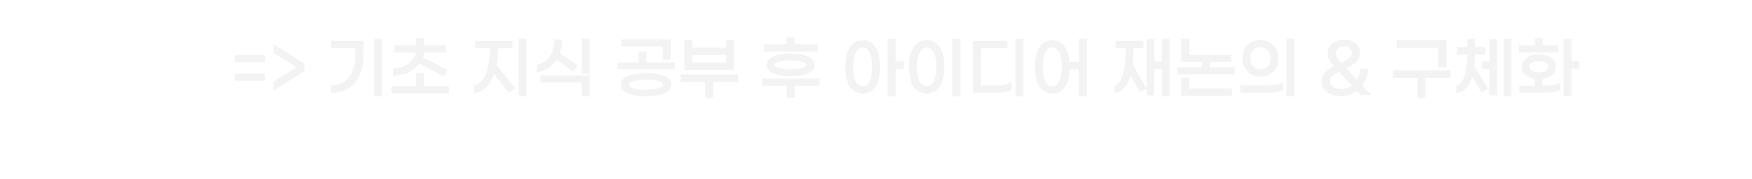 => 기초 지식 공부 후 아이디어 재논의 & 구체화